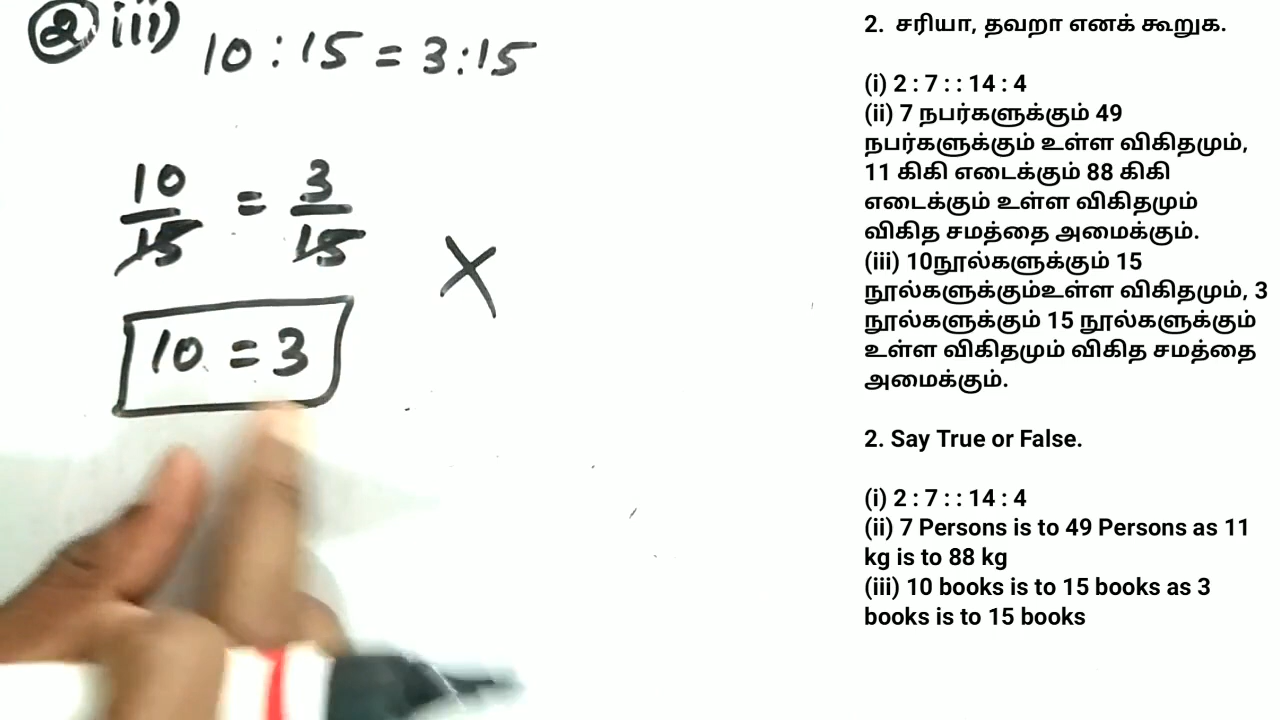 ② iii) 10 : 15 = 3:15
10/15 = 3/15
X
10 = 3
2. சரியா, தவறா எனக் கூறுக.
(i) 2 : 7 : : 14 : 4
(ii) 7 நபர்களுக்கும் 49
நபர்களுக்கும் உள்ள விகிதமும்,
11 கிகி எடைக்கும் 88 கிகி
எடைக்கும் உள்ள விகிதமும்
விகித சமத்தை அமைக்கும்.
(iii) 10நூல்களுக்கும் 15
நூல்களுக்கும்உள்ள விகிதமும், 3
நூல்களுக்கும் 15 நூல்களுக்கும்
உள்ள விகிதமும் விகித சமத்தை
அமைக்கும்.
2. Say True or False.
(i) 2 : 7 : : 14 : 4
(ii) 7 Persons is to 49 Persons as 11
kg is to 88 kg
(iii) 10 books is to 15 books as 3
books is to 15 books